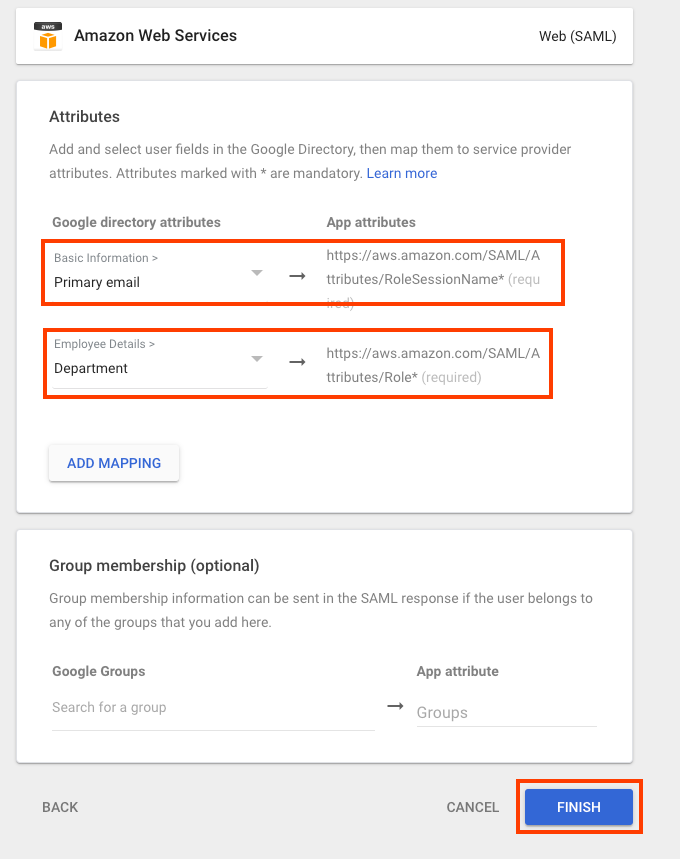 aws
Amazon Web Services
Web (SAML)
Attributes
Add and select user fields in the Google Directory, then map them to service provider
attributes. Attributes marked with * are mandatory. Learn more
Google directory attributes
App attributes
Basic Information >
Primary email
https://aws.amazon.com/SAML/A
ttributes/RoleSessionName* (requ
ired)
Employee Details >
Department
https://aws.amazon.com/SAML/A
ttributes/Role* (required)
ADD MAPPING
Group membership (optional)
Group membership information can be sent in the SAML response if the user belongs to
any of the groups that you add here.
Google Groups
App attribute
Search for a group
Groups
BACK
CANCEL
FINISH